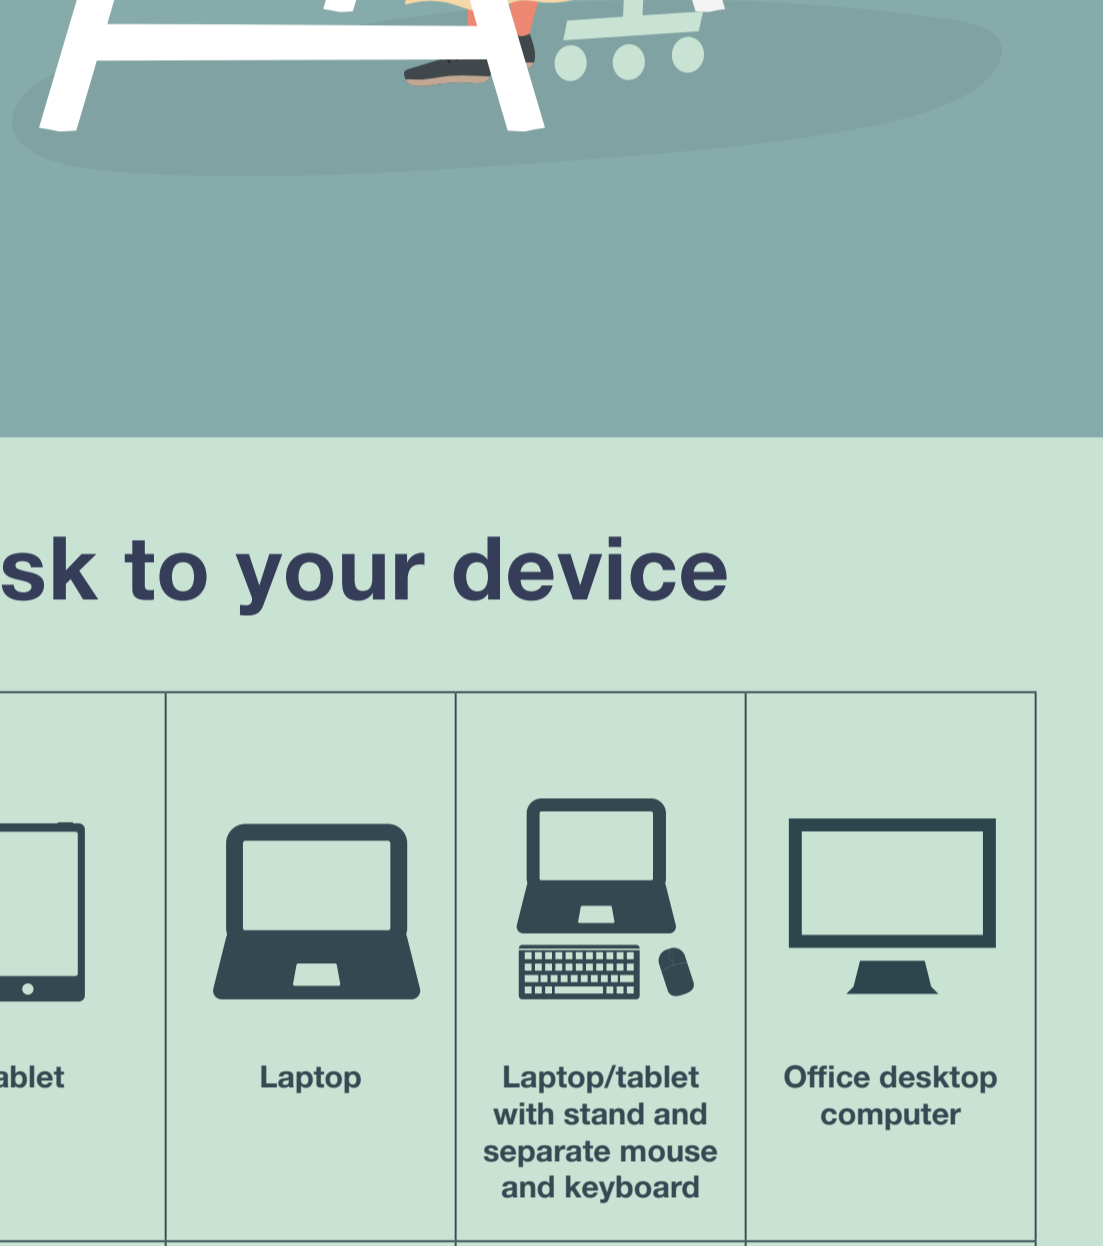 sk to your device
ablet
Laptop
Laptop/tablet
with stand and
separate mouse
and keyboard
Office desktop
computer